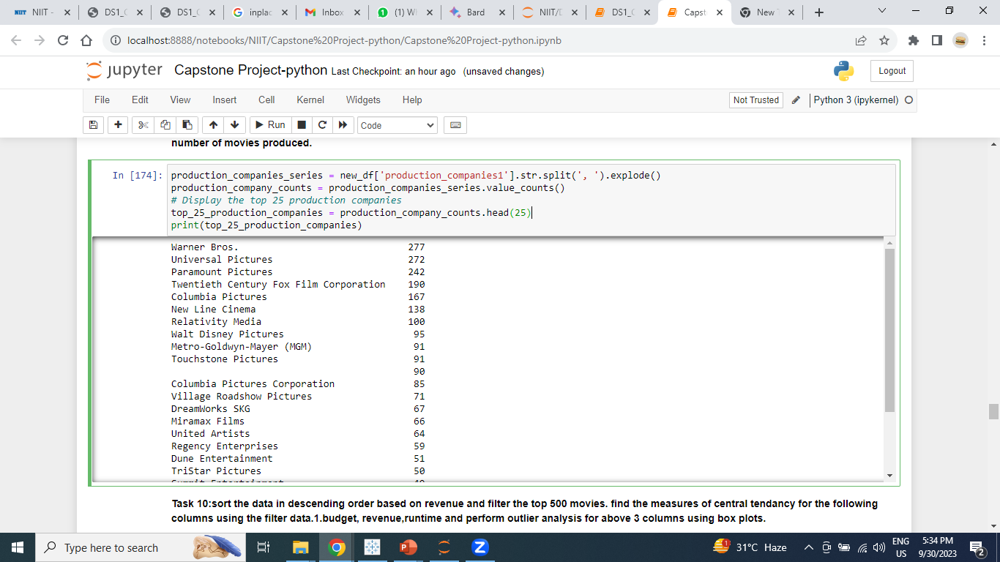 NIIT -
DS1_C
DS1_C
inplac
Inbox
(1) W
Bard
NIIT/D
DS1_C
Capst
New T
localhost:8888/notebooks/NIIT/Capstone%20Project-python/Capstone%20Project-python.ipynb
jupyter Capstone Project-python Last Checkpoint: an hour ago (unsaved changes)
Logout
File Edit View Insert Cell Kernel Widgets Help
Not Trusted
Python 3 (ipykernel)
Run
Code
number of movies produced.
In [174]:
production_companies_series = new_df['production_companies1'].str.split(', ').explode()
production_company_counts = production_companies_series.value_counts()
# Display the top 25 production companies
top_25_production_companies = production_company_counts.head(25)
print(top_25_production_companies)
Warner Bros. 277
Universal Pictures 272
Paramount Pictures 242
Twentieth Century Fox Film Corporation 190
Columbia Pictures 167
New Line Cinema 138
Relativity Media 100
Walt Disney Pictures 95
Metro-Goldwyn-Mayer (MGM) 91
Touchstone Pictures 91
90
Columbia Pictures Corporation 85
Village Roadshow Pictures 71
DreamWorks SKG 67
Miramax Films 66
United Artists 64
Regency Enterprises 59
Dune Entertainment 51
TriStar Pictures 50
Summit Entertainment
Task 10:sort the data in descending order based on revenue and filter the top 500 movies. find the measures of central tendancy for the following
columns using the filter data.1.budget, revenue,runtime and perform outlier analysis for above 3 columns using box plots.
Type here to search
31°C Haze
ENG
US
5:34 PM
9/30/2023
2